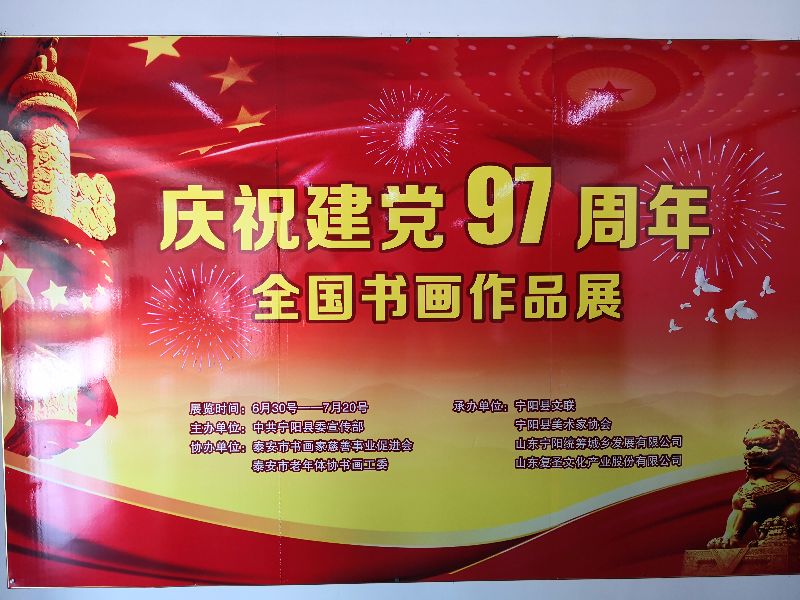 庆祝建党97周年
全国书画作品展
展览时间：6月30号——7月20号
主办单位：中共宁阳县委宣传部
协办单位：泰安市书画家慈善事业促进会
泰安市老年体协书画工委
承办单位：宁阳县文联
宁阳县美术家协会
山东宁阳统筹城乡发展有限公司
山东复圣文化产业股份有限公司